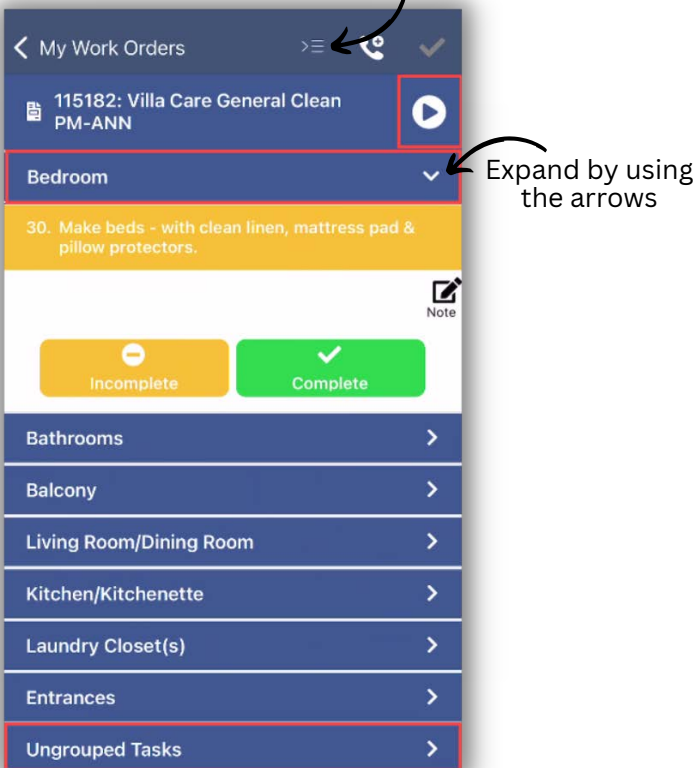 My Work Orders
115182: Villa Care General Clean
PM-ANN
Bedroom
Expand by using
the arrows
30. Make beds - with clean linen, mattress pad &
pillow protectors.
Note
Incomplete
Complete
Bathrooms
Balcony
Living Room/Dining Room
Kitchen/Kitchenette
Laundry Closet(s)
Entrances
Ungrouped Tasks